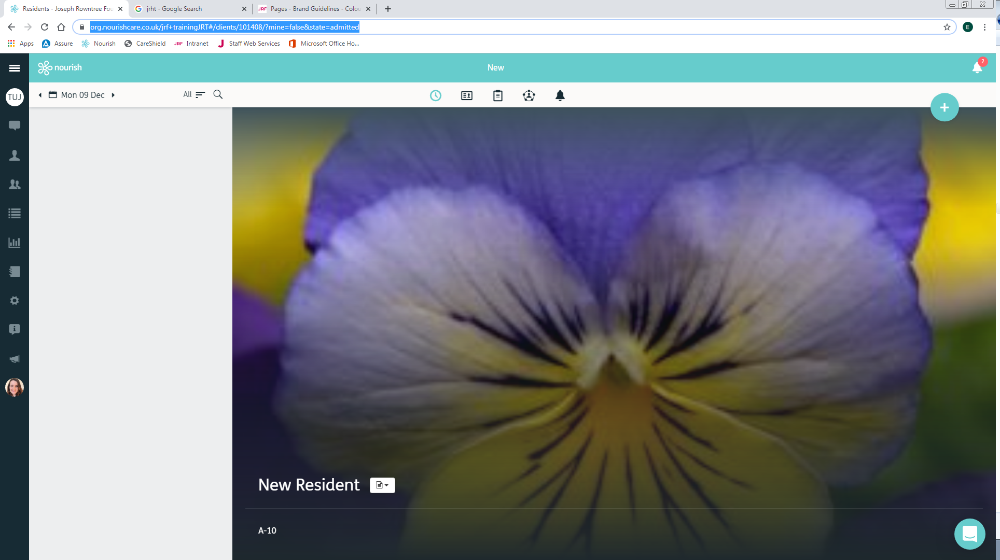 Residents - Joseph Rowntree Fou
jrht - Google Search
JRF Pages - Brand Guidelines - Colou
org.nourishcare.co.uk/jrf+trainingJRT#/clients/101408/?mine=false&state=admitted
E
Apps
Assure
Nourish
CareShield
JRF Intranet
Staff Web Services
Microsoft Office Ho...
nourish
New
2
TUJ
Mon 09 Dec
All
New Resident
A-10